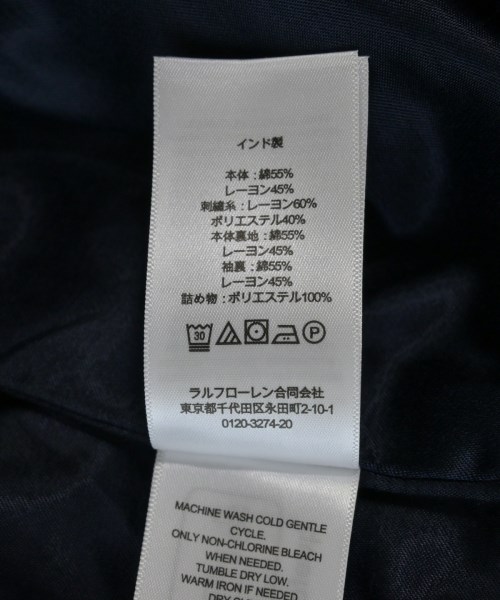 インド製
本体 : 綿55%
レーヨン45%
刺繍糸 : レーヨン60%
ポリエステル40%
本体裏地 : 綿55%
レーヨン45%
袖裏 : 綿55%
レーヨン45%
詰め物 : ポリエステル100%
30 P
ラルフローレン合同会社
東京都千代田区永田町2-10-1
0120-3274-20
MACHINE WASH COLD GENTLE
CYCLE.
ONLY NON-CHLORINE BLEACH
WHEN NEEDED.
TUMBLE DRY LOW.
WARM IRON IF NEEDED.